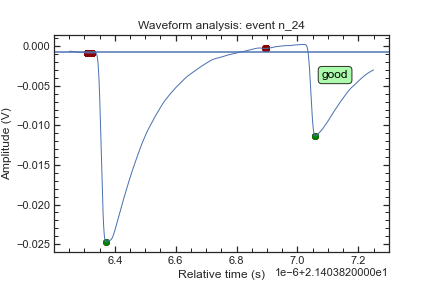 Waveform analysis: event n_24
0.000
−0.005
−0.010
−0.015
−0.020
−0.025
Amplitude (V)
good
6.4
6.6
6.8
7.0
7.2
Relative time (s)
1e−6+2.1403820000e1